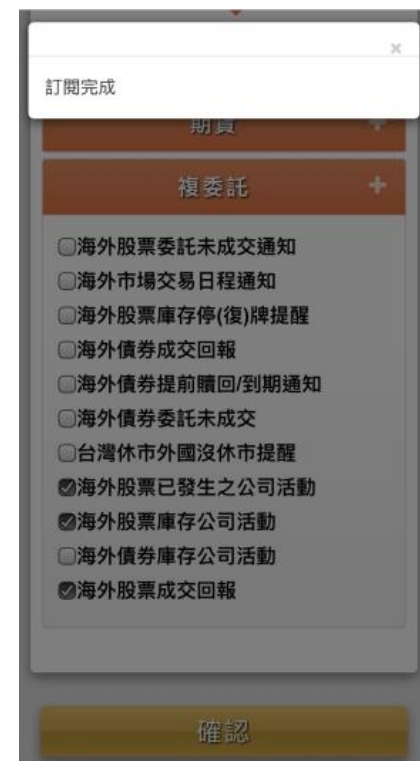 ×
訂閱完成
期貨 +
複委託 +
海外股票委託未成交通知
海外市場交易日程通知
海外股票庫存停(復)牌提醒
海外債券成交回報
海外債券提前贖回/到期通知
海外債券委託未成交
台灣休市外國沒休市提醒
海外股票已發生之公司活動
海外股票庫存公司活動
海外債券庫存公司活動
海外股票成交回報
確認